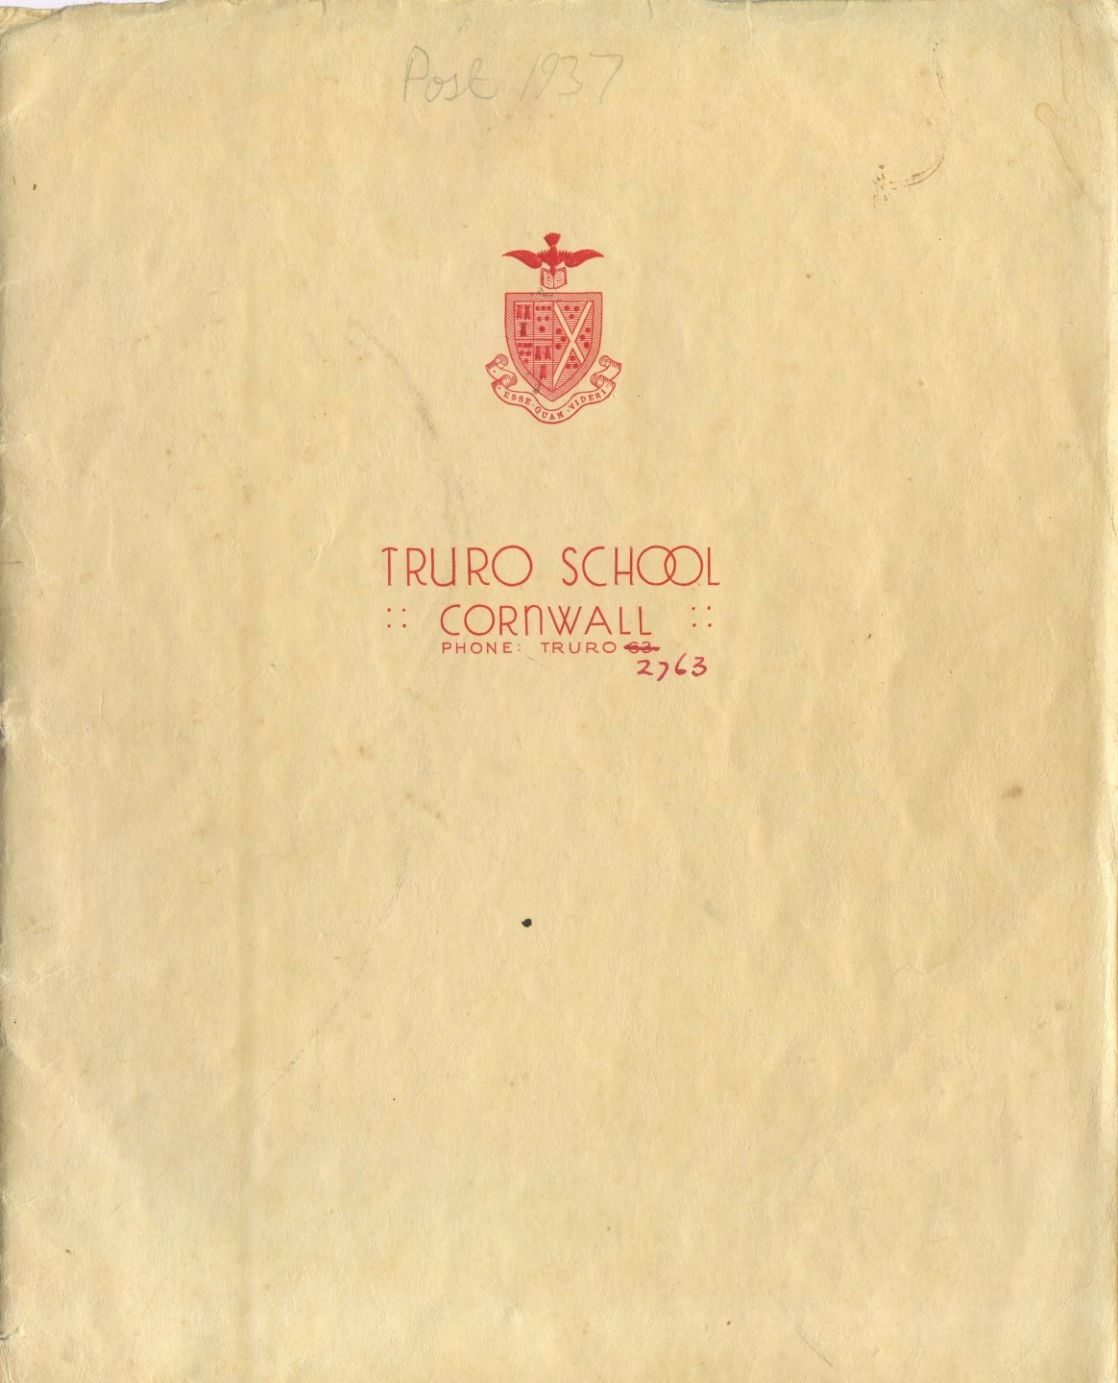 Post 1937
ESSE · QUAM · VIDERI
TRURO SCHOOL
:: CORNWALL ::
PHONE: TRURO 63
2763